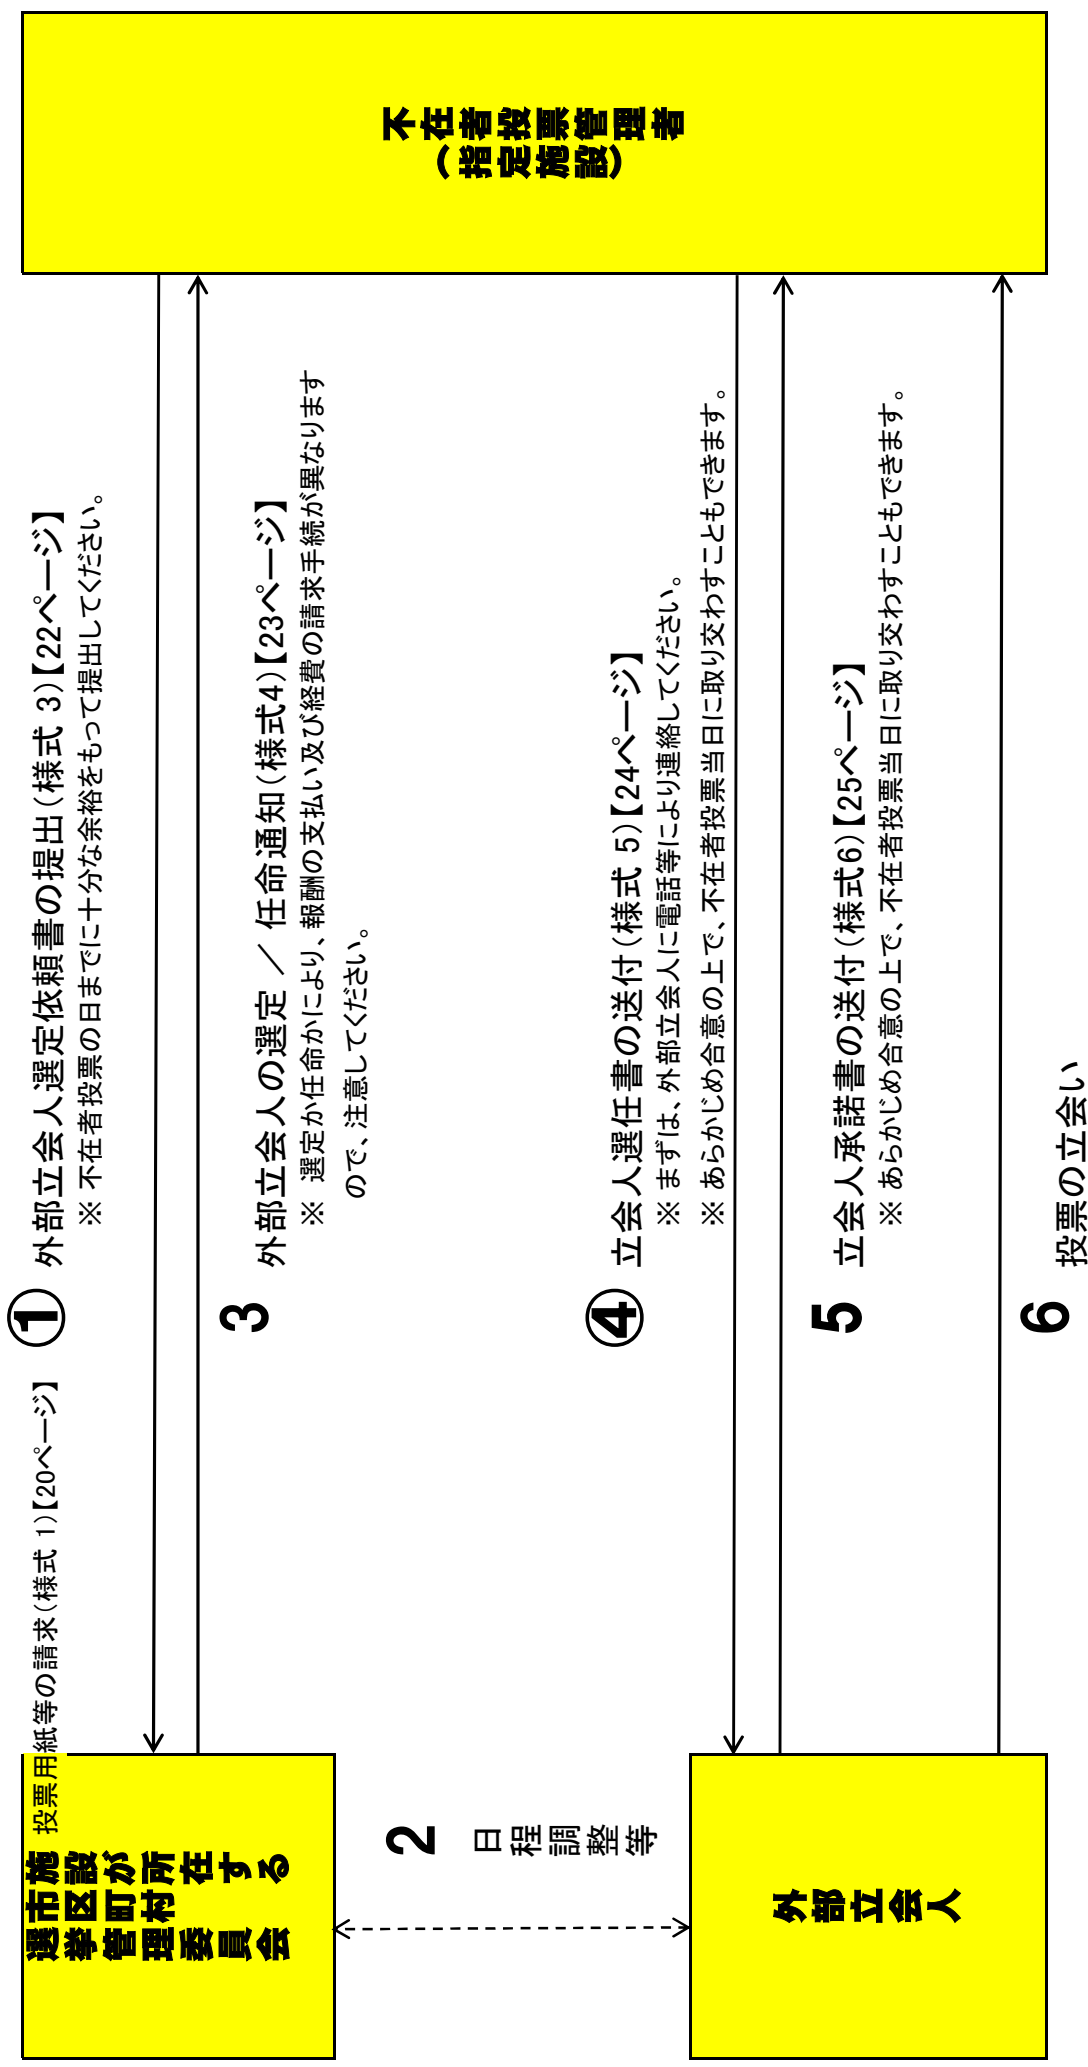 不在者投票管理者
（指定施設）
投票用紙等の請求（様式 1）【20ページ】
① 外部立会人選定依頼書の提出（様式 3）【22ページ】
※ 不在者投票の日までに十分な余裕をもって提出してください。
3 外部立会人の選定 ／ 任命通知（様式4）【23ページ】
※ 選定か任命かにより、報酬の支払い及び経費の請求手続が異なります
ので、注意してください。
④ 立会人選任書の送付（様式 5）【24ページ】
※ まずは、外部立会人に電話等により連絡してください。
※ あらかじめ合意の上で、不在者投票当日に取り交わすこともできます。
5 立会人承諾書の送付（様式6）【25ページ】
※ あらかじめ合意の上で、不在者投票当日に取り交わすこともできます。
6 投票の立会い
施設が所在する
市区町村
選挙管理委員会
2 日程調整等
外部立会人